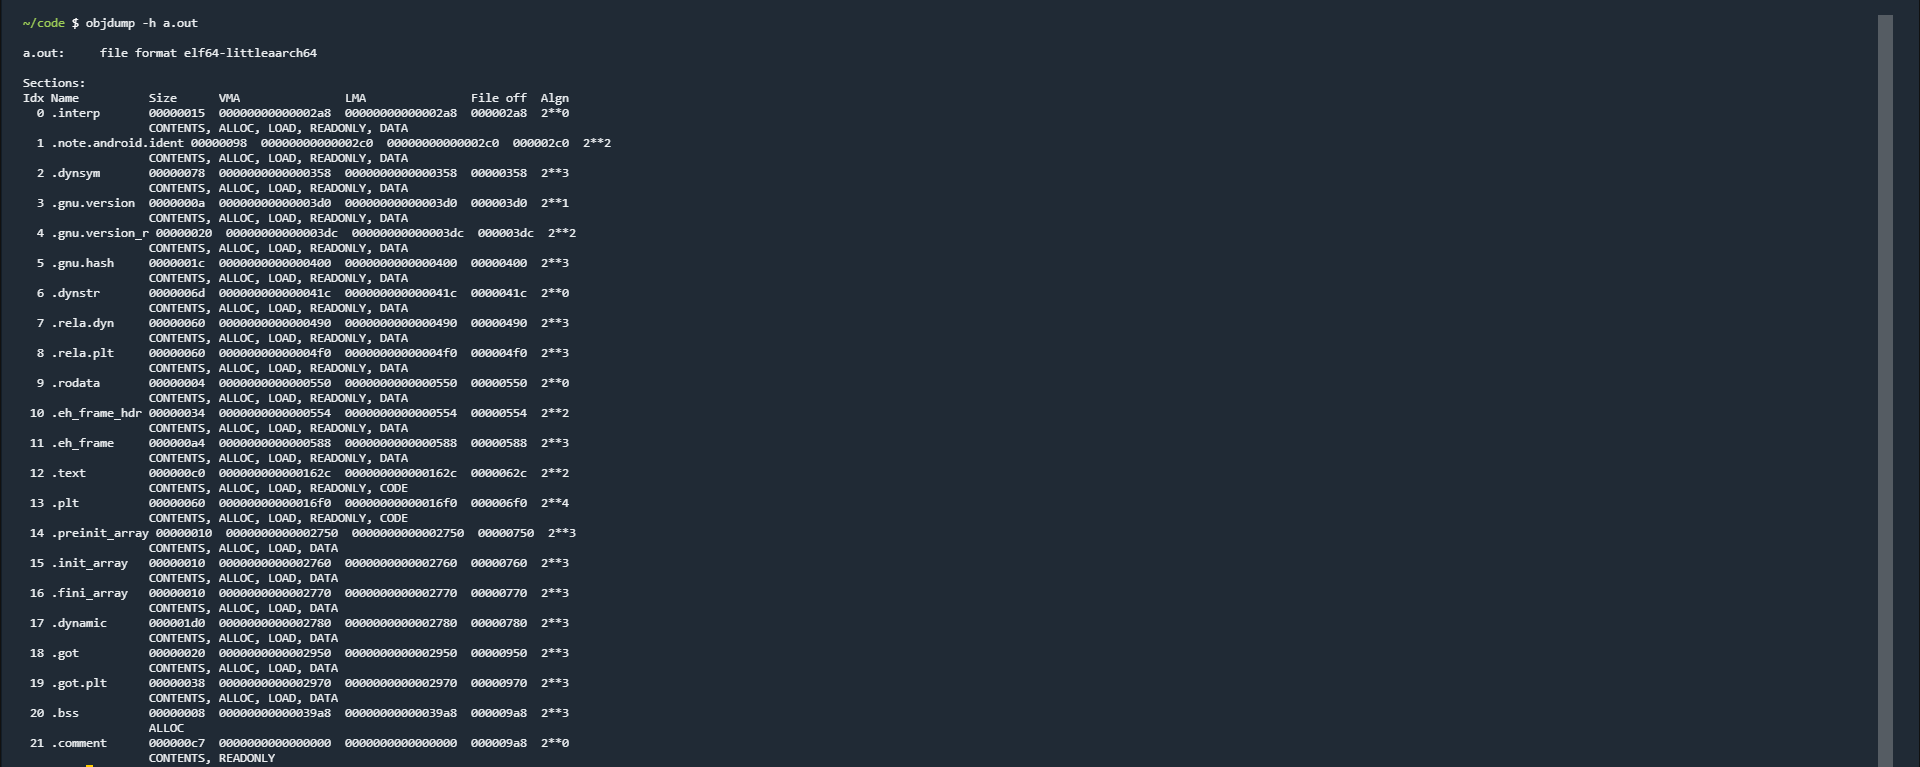 ~/code $ objdump -h a.out
a.out:     file format elf64-littleaarch64
Sections:
Idx Name          Size      VMA               LMA               File off  Algn
  0 .interp       00000015  00000000000002a8  00000000000002a8  000002a8  2**0
                  CONTENTS, ALLOC, LOAD, READONLY, DATA
  1 .note.android.ident 00000098  00000000000002c0  00000000000002c0  000002c0  2**2
                  CONTENTS, ALLOC, LOAD, READONLY, DATA
  2 .dynsym       00000078  0000000000000358  0000000000000358  00000358  2**3
                  CONTENTS, ALLOC, LOAD, READONLY, DATA
  3 .gnu.version  0000000a  00000000000003d0  00000000000003d0  000003d0  2**1
                  CONTENTS, ALLOC, LOAD, READONLY, DATA
  4 .gnu.version_r 00000020  00000000000003dc  00000000000003dc  000003dc  2**2
                  CONTENTS, ALLOC, LOAD, READONLY, DATA
  5 .gnu.hash     0000001c  0000000000000400  0000000000000400  00000400  2**3
                  CONTENTS, ALLOC, LOAD, READONLY, DATA
  6 .dynstr       0000006d  000000000000041c  000000000000041c  0000041c  2**0
                  CONTENTS, ALLOC, LOAD, READONLY, DATA
  7 .rela.dyn     00000060  0000000000000490  0000000000000490  00000490  2**3
                  CONTENTS, ALLOC, LOAD, READONLY, DATA
  8 .rela.plt     00000060  00000000000004f0  00000000000004f0  000004f0  2**3
                  CONTENTS, ALLOC, LOAD, READONLY, DATA
  9 .rodata       00000004  0000000000000550  0000000000000550  00000550  2**0
                  CONTENTS, ALLOC, LOAD, READONLY, DATA
 10 .eh_frame_hdr 00000034  0000000000000554  0000000000000554  00000554  2**2
                  CONTENTS, ALLOC, LOAD, READONLY, DATA
 11 .eh_frame     000000a4  0000000000000588  0000000000000588  00000588  2**3
                  CONTENTS, ALLOC, LOAD, READONLY, DATA
 12 .text         000000c0  000000000000162c  000000000000162c  0000062c  2**2
                  CONTENTS, ALLOC, LOAD, READONLY, CODE
 13 .plt          00000060  00000000000016f0  00000000000016f0  000006f0  2**4
                  CONTENTS, ALLOC, LOAD, READONLY, CODE
 14 .preinit_array 00000010  0000000000002750  0000000000002750  00000750  2**3
                  CONTENTS, ALLOC, LOAD, DATA
 15 .init_array   00000010  0000000000002760  0000000000002760  00000760  2**3
                  CONTENTS, ALLOC, LOAD, DATA
 16 .fini_array   00000010  0000000000002770  0000000000002770  00000770  2**3
                  CONTENTS, ALLOC, LOAD, DATA
 17 .dynamic      000001d0  0000000000002780  0000000000002780  00000780  2**3
                  CONTENTS, ALLOC, LOAD, DATA
 18 .got          00000020  0000000000002950  0000000000002950  00000950  2**3
                  CONTENTS, ALLOC, LOAD, DATA
 19 .got.plt      00000038  0000000000002970  0000000000002970  00000970  2**3
                  CONTENTS, ALLOC, LOAD, DATA
 20 .bss          00000008  00000000000039a8  00000000000039a8  000009a8  2**3
                  ALLOC
 21 .comment      000000c7  0000000000000000  0000000000000000  000009a8  2**0
                  CONTENTS, READONLY